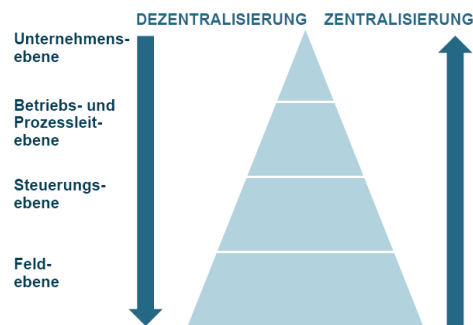 DEZENTRALISIERUNG ZENTRALISIERUNG
Unternehmens-
ebene
Betriebs- und
Prozessleit-
ebene
Steuerungs-
ebene
Feld-
ebene